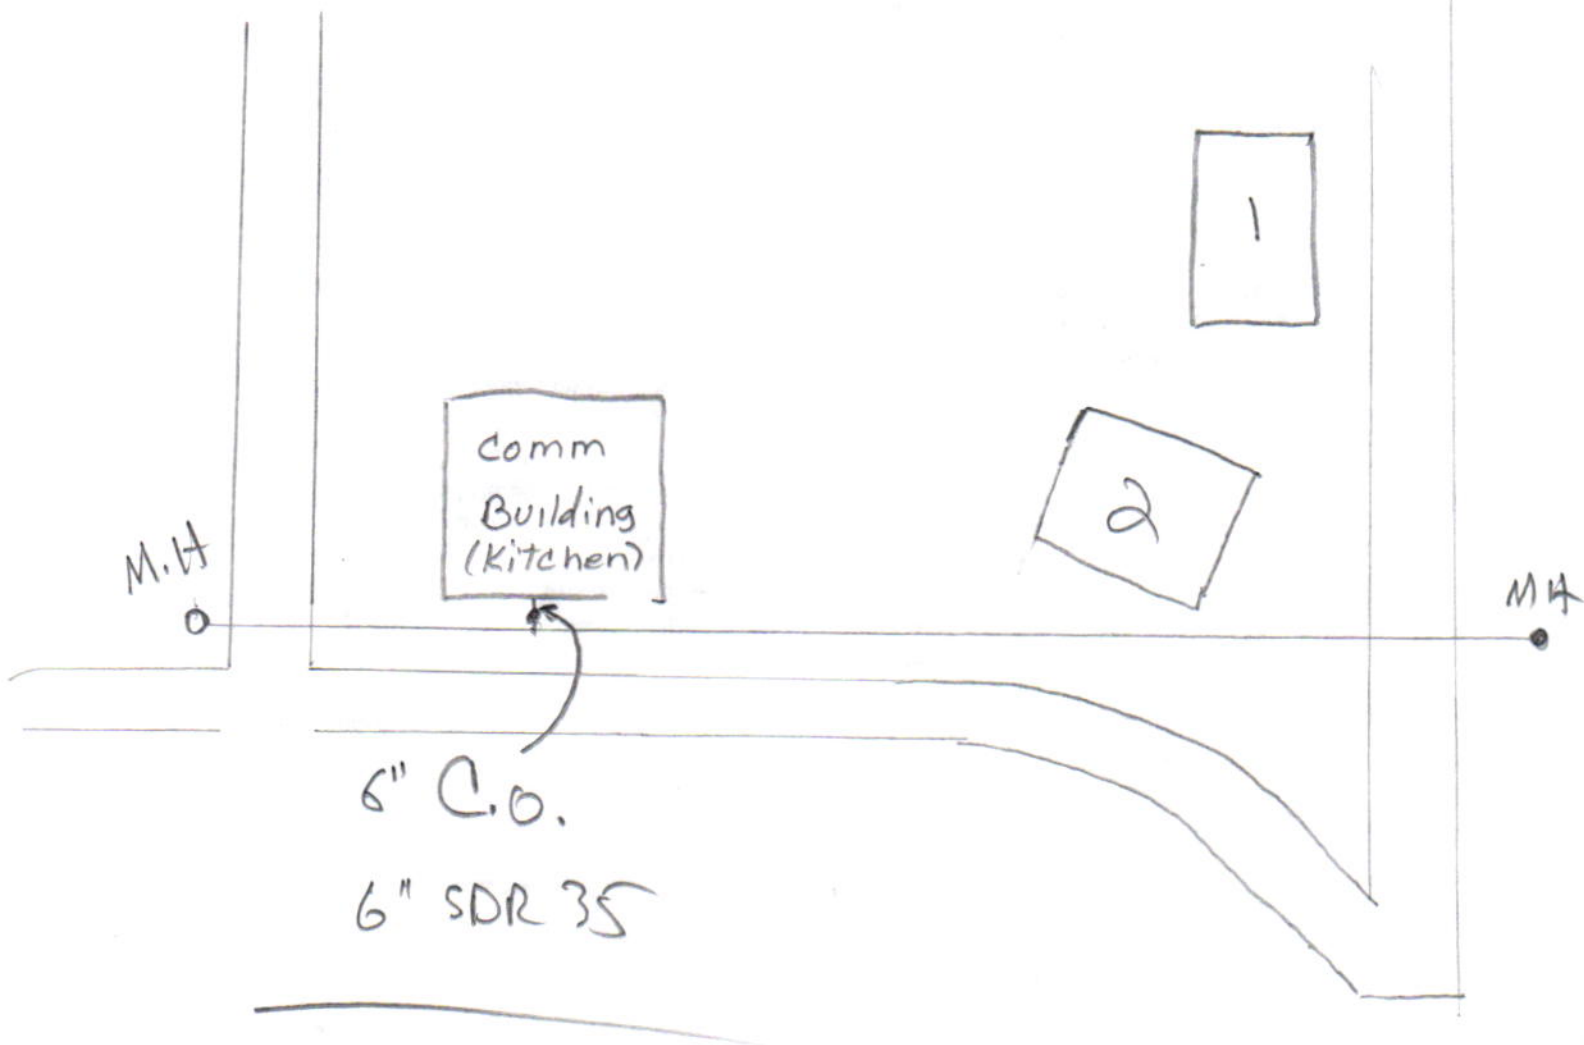 1
comm
Building
(Kitchen)
2
M.H
MH
6" C.O.
6" SDR 35